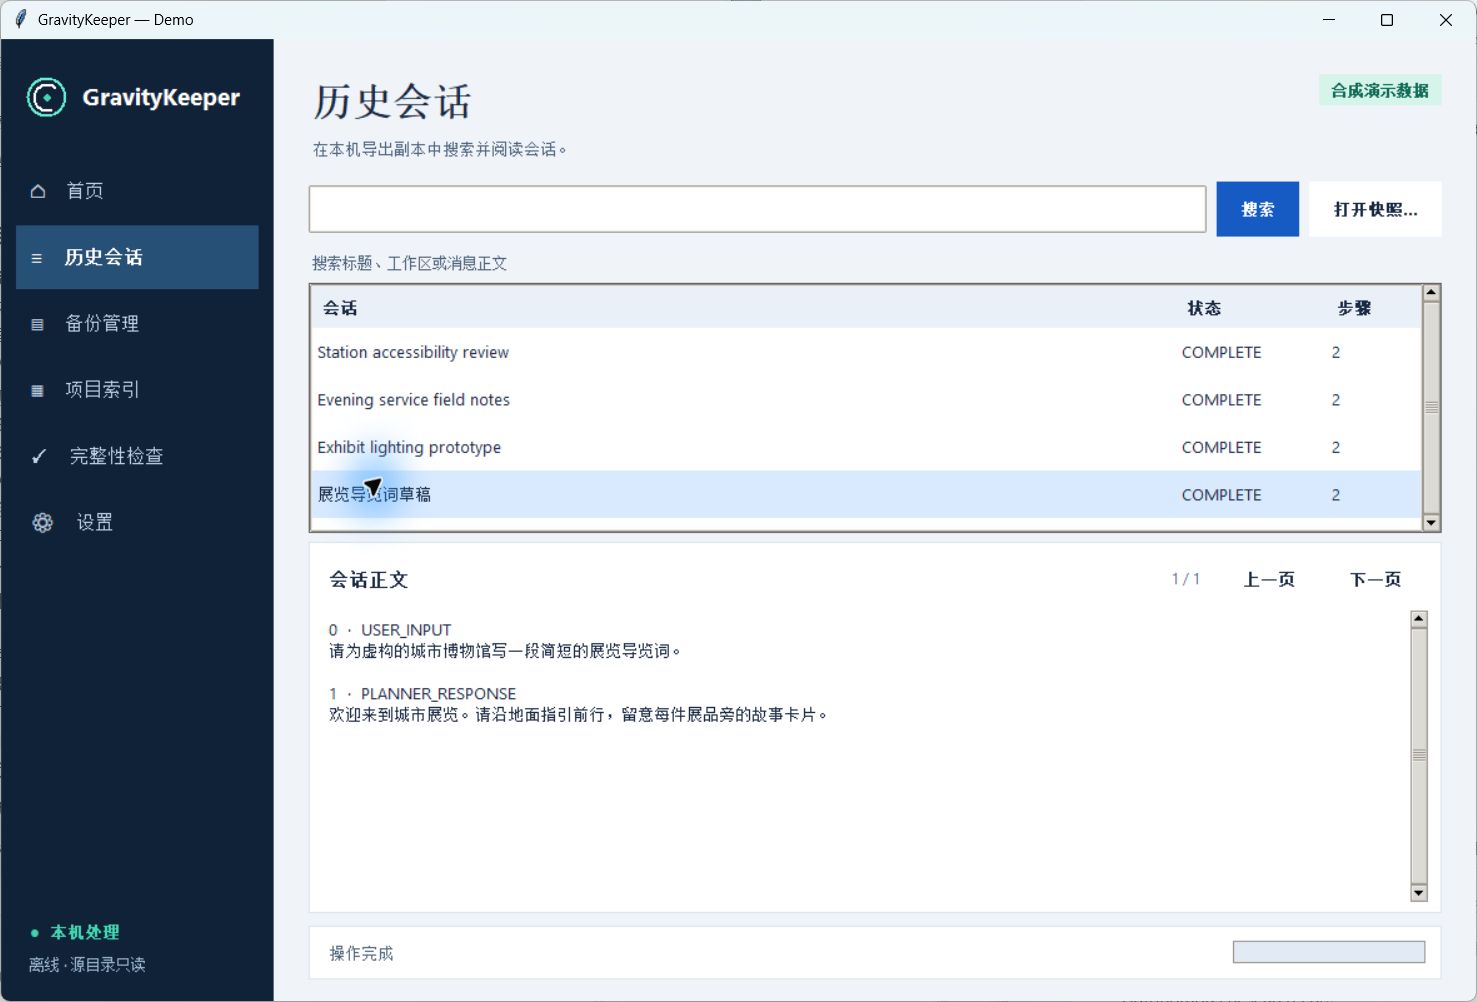 GravityKeeper — Demo
GravityKeeper
首页
历史会话
备份管理
项目索引
完整性检查
设置
本机处理
离线 · 源目录只读
历史会话
合成演示数据
在本机导出副本中搜索并阅读会话。
搜索
打开快照...
搜索标题、工作区或消息正文
会话 状态 步骤
Station accessibility review COMPLETE 2
Evening service field notes COMPLETE 2
Exhibit lighting prototype COMPLETE 2
展览导览词草稿 COMPLETE 2
会话正文 1 / 1 上一页 下一页
0 · USER_INPUT
请为虚构的城市博物馆写一段简短的展览导览词。
1 · PLANNER_RESPONSE
欢迎来到城市展览。请沿地面指引前行，留意每件展品旁的故事卡片。
操作完成